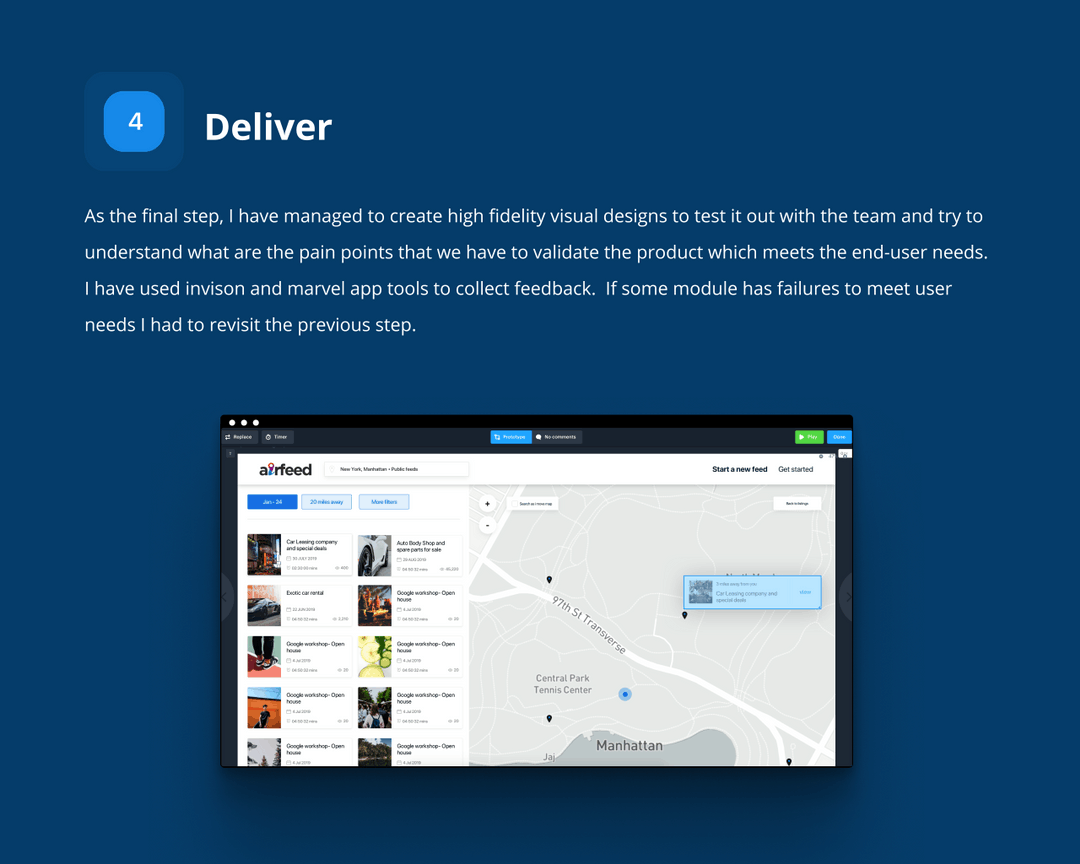 4
Deliver
As the final step, I have managed to create high fidelity visual designs to test it out with the team and try to
understand what are the pain points that we have to validate the product which meets the end-user needs.
I have used invison and marvel app tools to collect feedback.  If some module has failures to meet user
needs I had to revisit the previous step.
Replace
Timer
Prototype
No comments
Play
Done
airfeed
New York, Manhattan • Public feeds
Start a new feed
Get started
Jan - 24
20 miles away
More filters
+
Search as I move map
Back to listings
-
Car Leasing company
and special deals
Auto Body Shop and
spare parts for sale
Exotic car rental
Google workshop- Open
house
Google workshop- Open
house
Google workshop- Open
house
Google workshop- Open
house
Google workshop- Open
house
Google workshop- Open
house
Google workshop- Open
house
Car Leasing company and
special deals
97th St Transverse
Central Park
Tennis Center
Manhattan